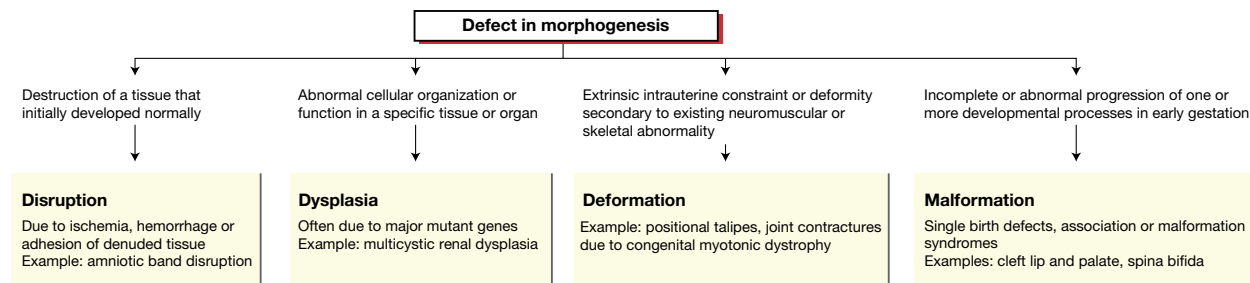 Defect in morphogenesis
Destruction of a tissue that
initially developed normally
Abnormal cellular organization or
function in a specific tissue or organ
Extrinsic intrauterine constraint or deformity
secondary to existing neuromuscular or
skeletal abnormality
Incomplete or abnormal progression of one or
more developmental processes in early gestation
Disruption
Due to ischemia, hemorrhage or
adhesion of denuded tissue
Example: amniotic band disruption
Dysplasia
Often due to major mutant genes
Example: multicystic renal dysplasia
Deformation
Example: positional talipes, joint contractures
due to congenital myotonic dystrophy
Malformation
Single birth defects, association or malformation
syndromes
Examples: cleft lip and palate, spina bifida